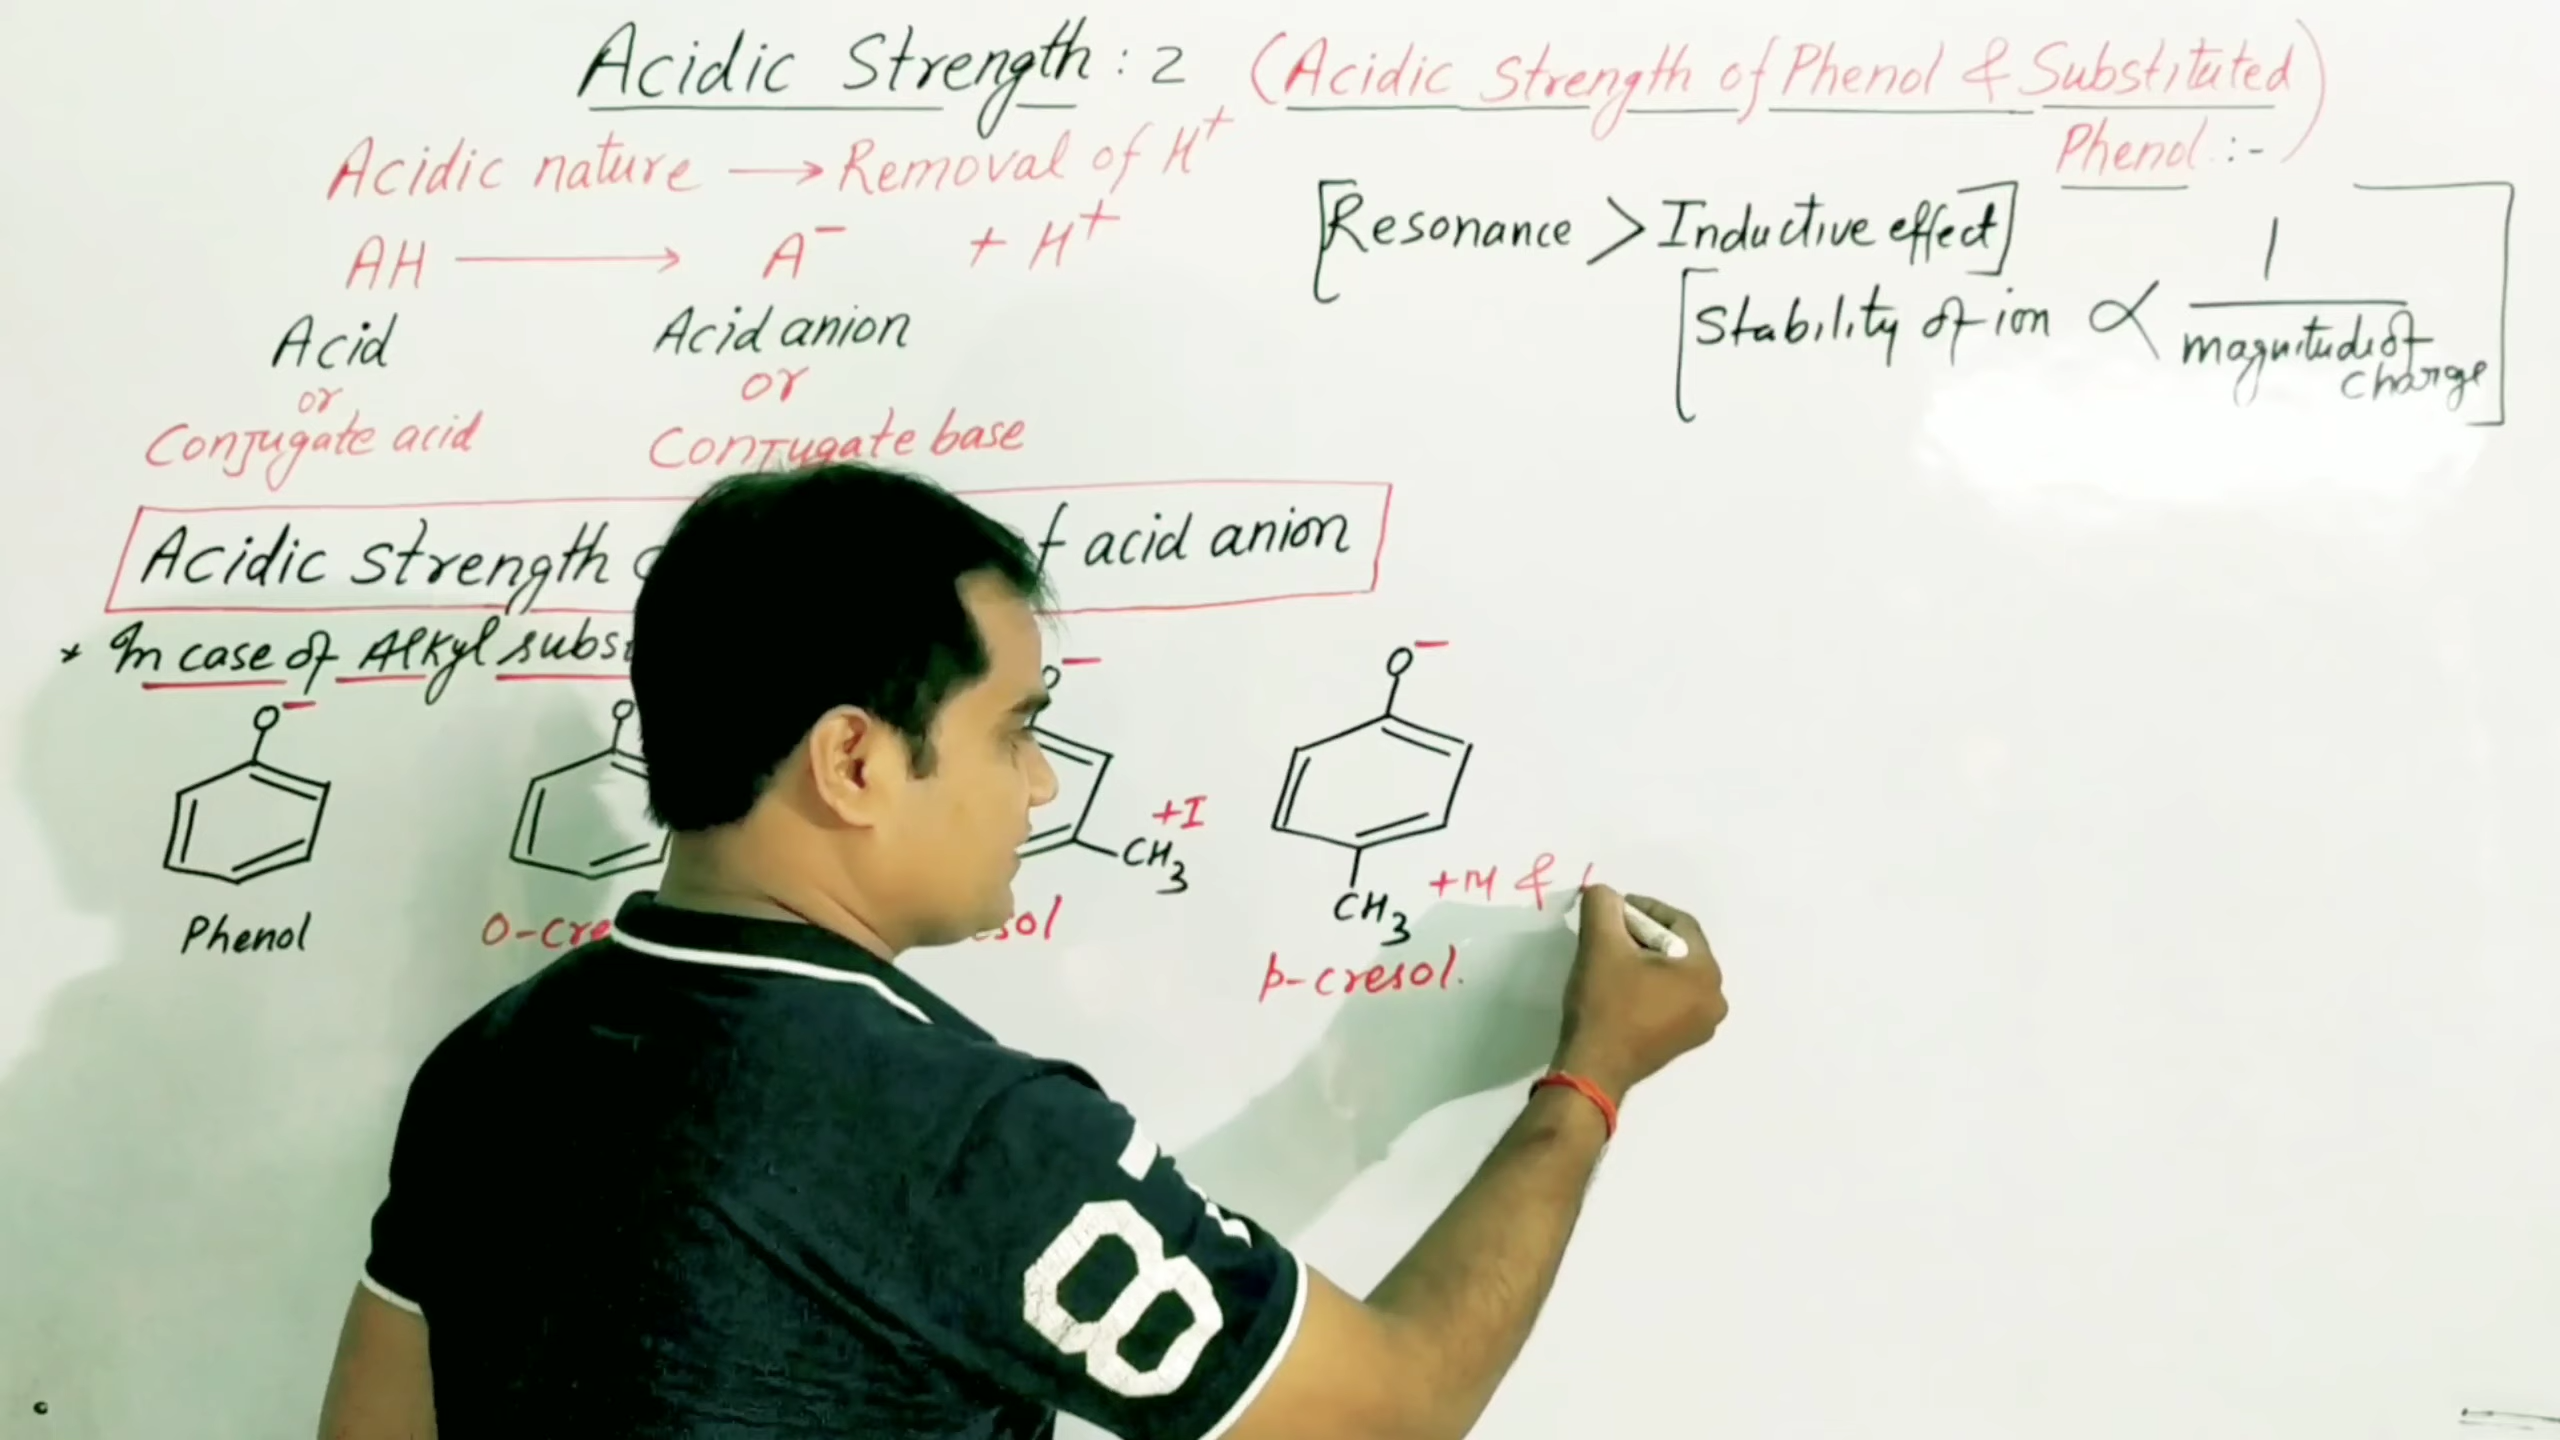 Acidic Strength : 2 (Acidic Strength of Phenol & Substituted
Phenol :-)
Acidic nature → Removal of H⁺
[Resonance > Inductive effect]
AH → A⁻ + H⁺
[Stability of ion ∝ 1 / magnitude of charge]
Acid Acid anion
or or
Conjugate acid Conjugate base
Acidic strength f acid anion
* In case of Alkyl subs
O⁻ O O⁻ O⁻
+I
CH3
CH3 +M &
Phenol O-cre sol
p-cresol.
8